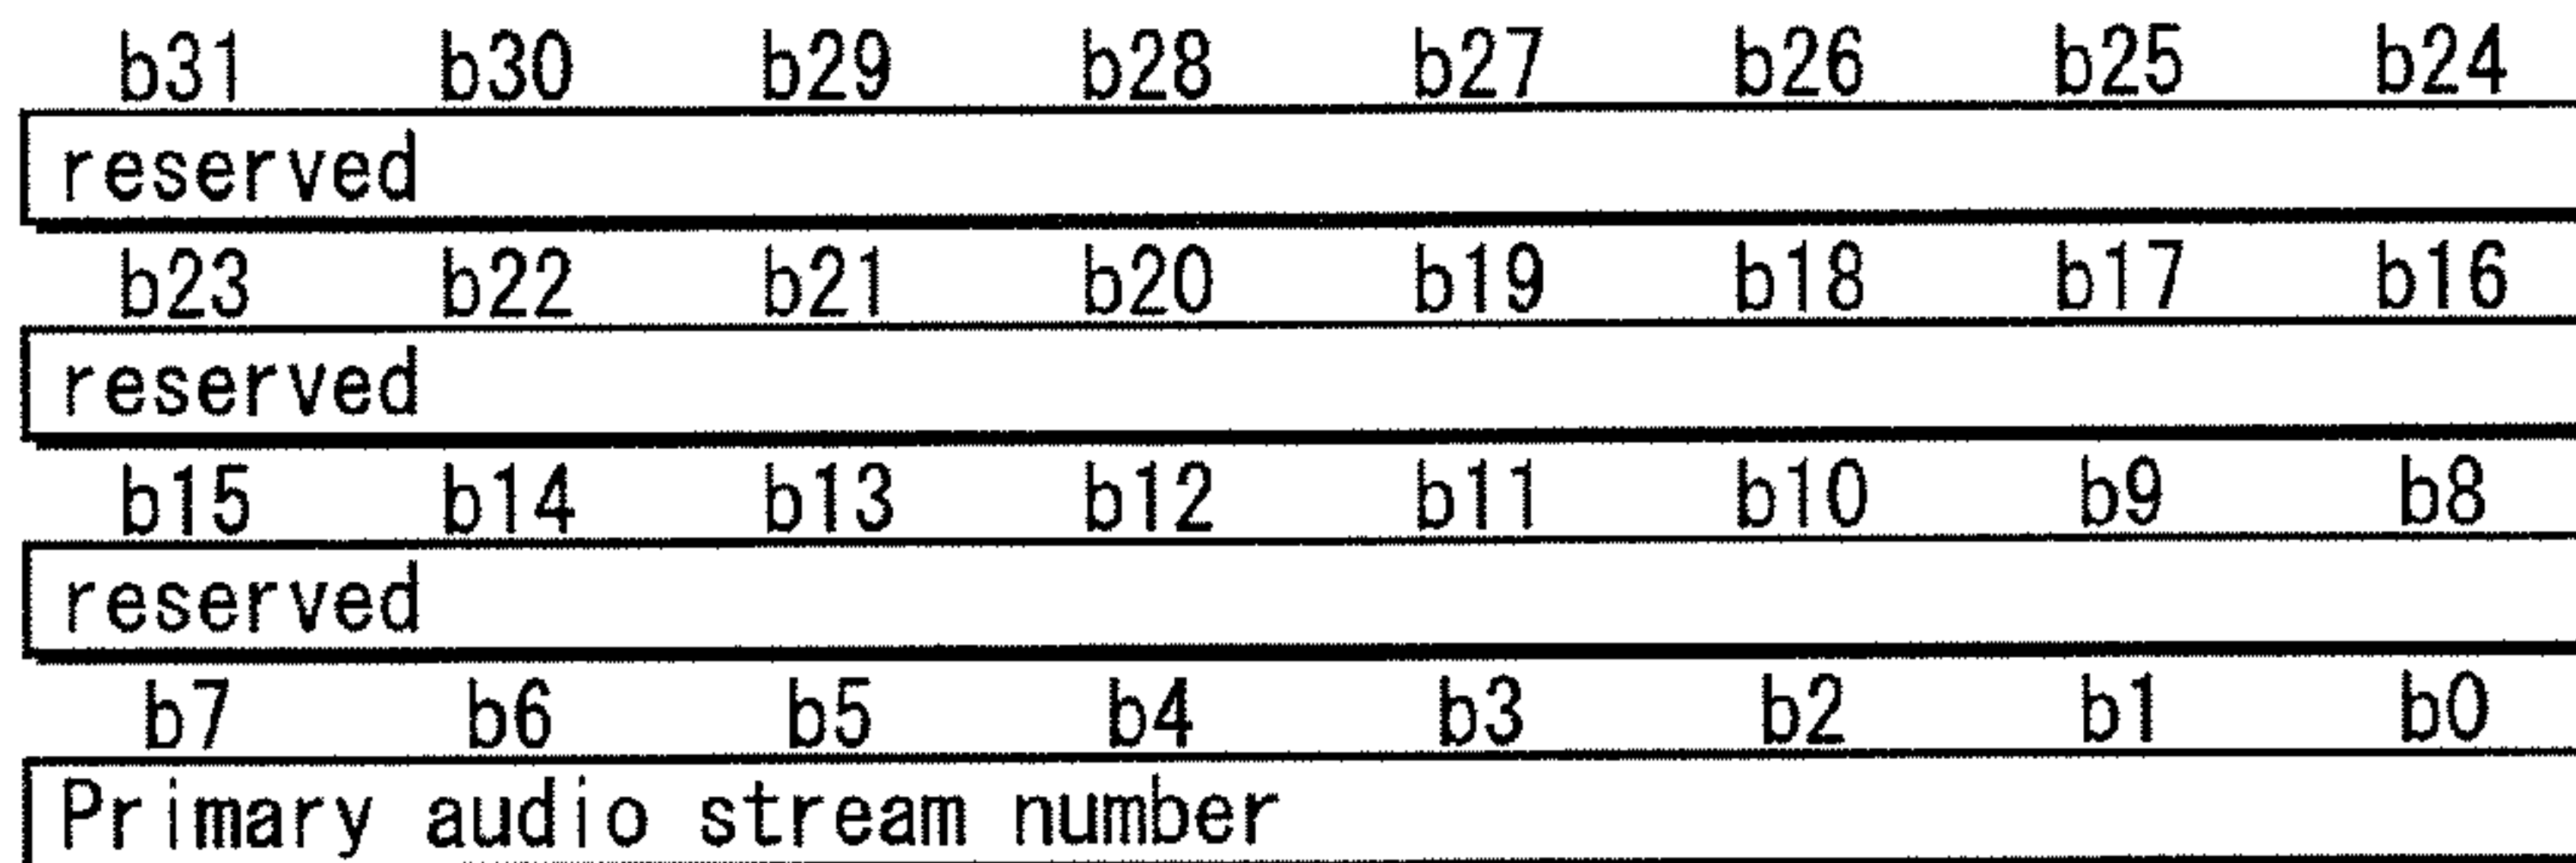 b31 b30 b29 b28 b27 b26 b25 b24
reserved
b23 b22 b21 b20 b19 b18 b17 b16
reserved
b15 b14 b13 b12 b11 b10 b9 b8
reserved
b7 b6 b5 b4 b3 b2 b1 b0
Primary audio stream number